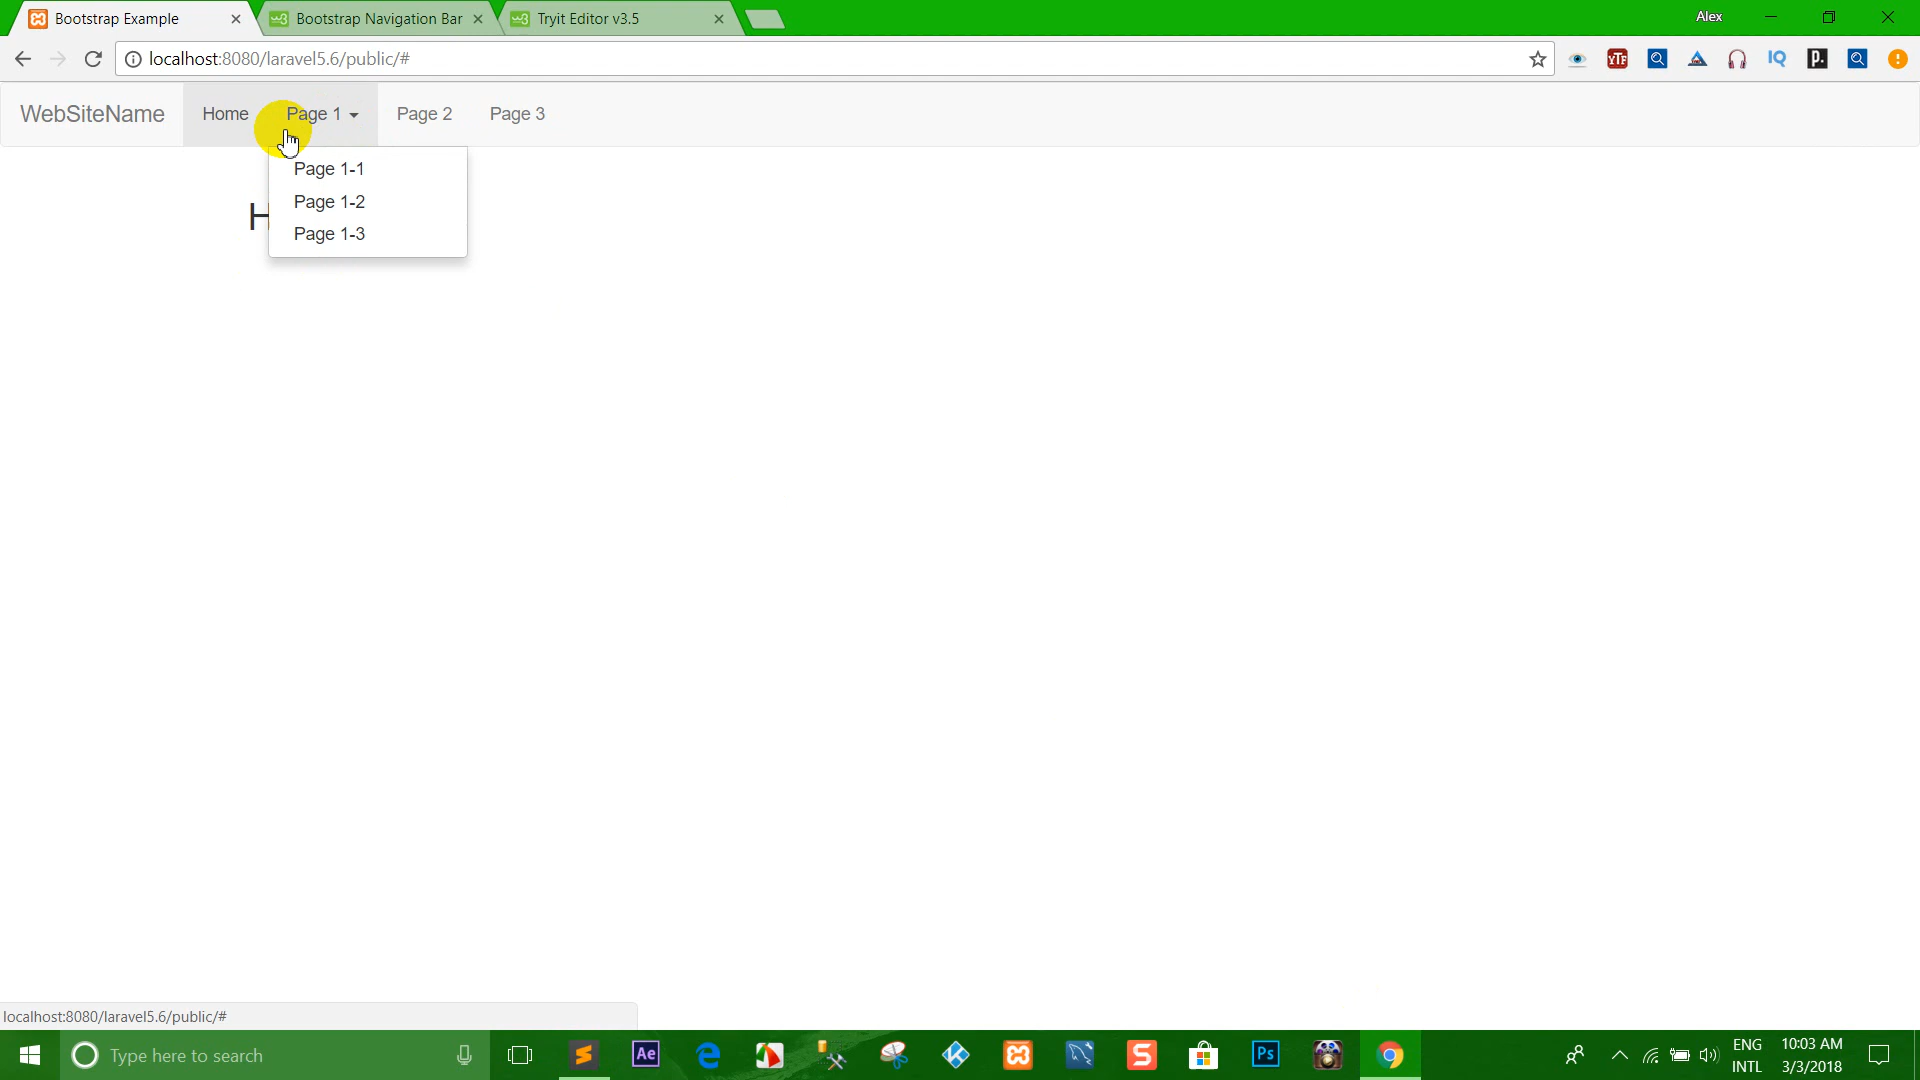 Bootstrap Example
Bootstrap Navigation Bar
Tryit Editor v3.5
Alex
localhost:8080/laravel5.6/public/#
YTF
IQ
p.
WebSiteName
Home
Page 1
Page 2
Page 3
Page 1-1
Page 1-2
Page 1-3
H
localhost:8080/laravel5.6/public/#
Type here to search
Ae
S
Ps
ENG
INTL
10:03 AM
3/3/2018